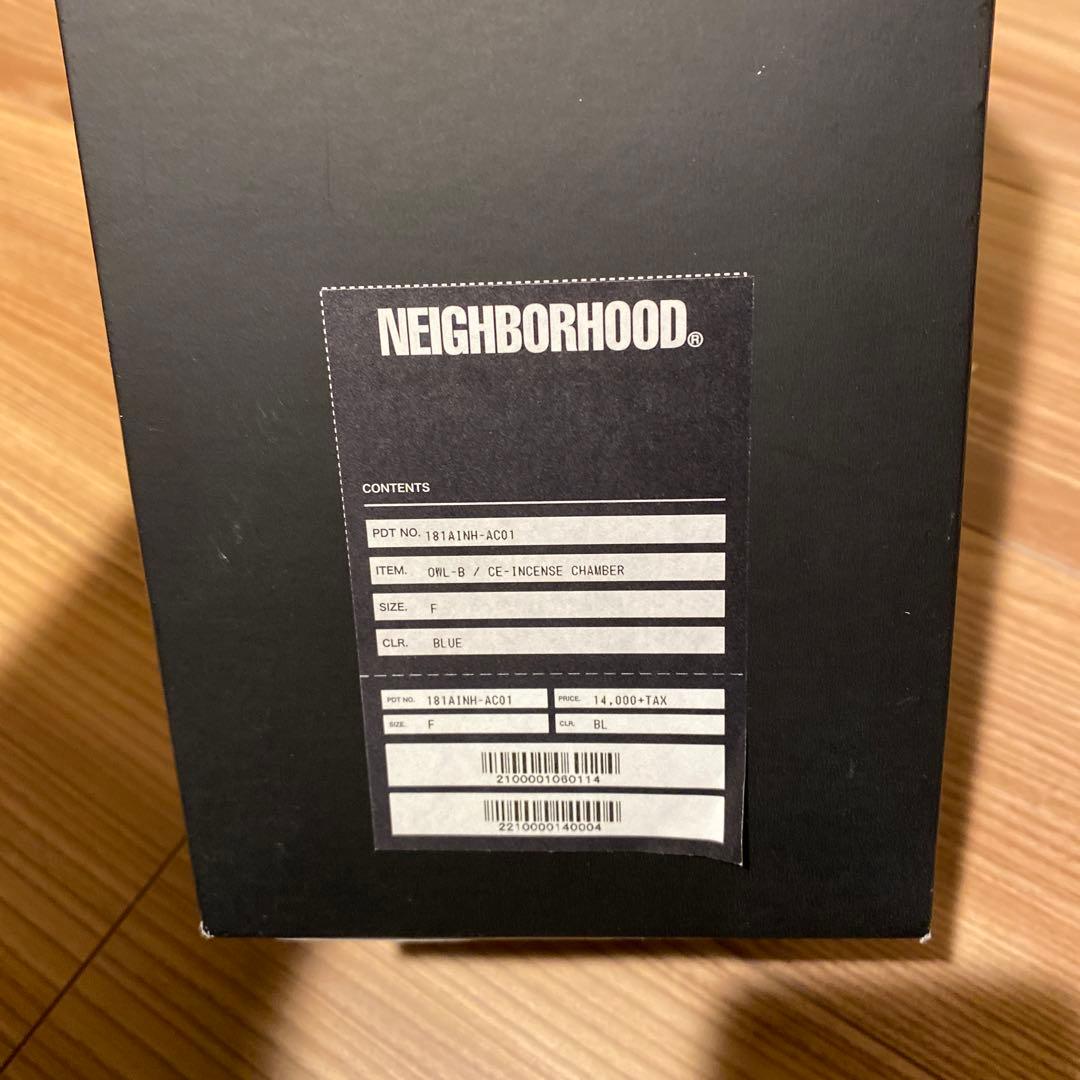 NEIGHBORHOOD®
CONTENTS
PDT NO. 181AINH-AC01
ITEM. OWL-B / CE-INCENSE CHAMBER
SIZE. F
CLR. BLUE
PDT NO. 181AINH-AC01 PRICE. 14,000+TAX
SIZE. F CLR. BL
2100001060114
2210000140004